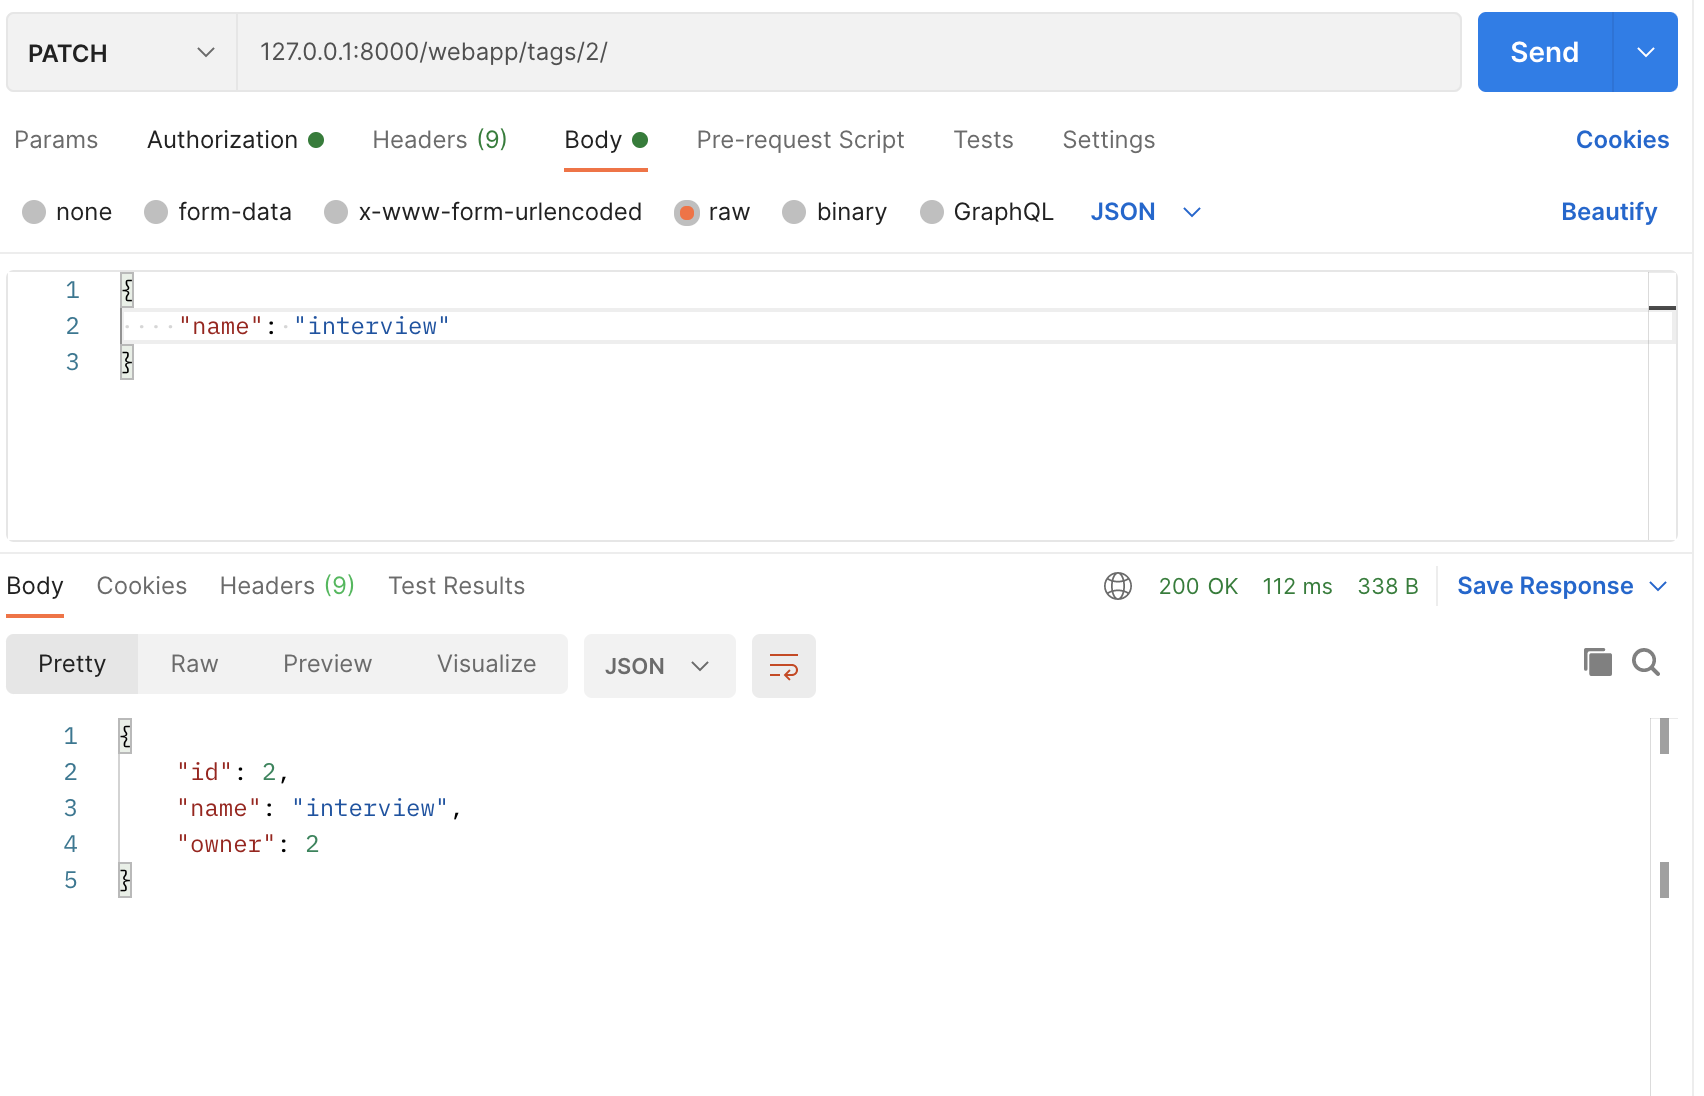 PATCH 127.0.0.1:8000/webapp/tags/2/ Send
Params Authorization Headers (9) Body Pre-request Script Tests Settings Cookies
none form-data x-www-form-urlencoded raw binary GraphQL JSON Beautify
1 {
2 "name": "interview"
3 }
Body Cookies Headers (9) Test Results 200 OK 112 ms 338 B Save Response
Pretty Raw Preview Visualize JSON
1 {
2 "id": 2,
3 "name": "interview",
4 "owner": 2
5 }